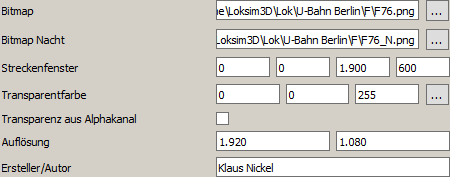 Bitmap ne\Loksim3D\Lok\U-Bahn Berlin\F\F76.png ...
Bitmap Nacht Loksim3D\Lok\U-Bahn Berlin\F\F76_N.png ...
Streckenfenster 0 0 1.900 600
Transparentfarbe 0 0 255 ...
Transparenz aus Alphakanal
Auflösung 1.920 1.080
Ersteller/Autor Klaus Nickel